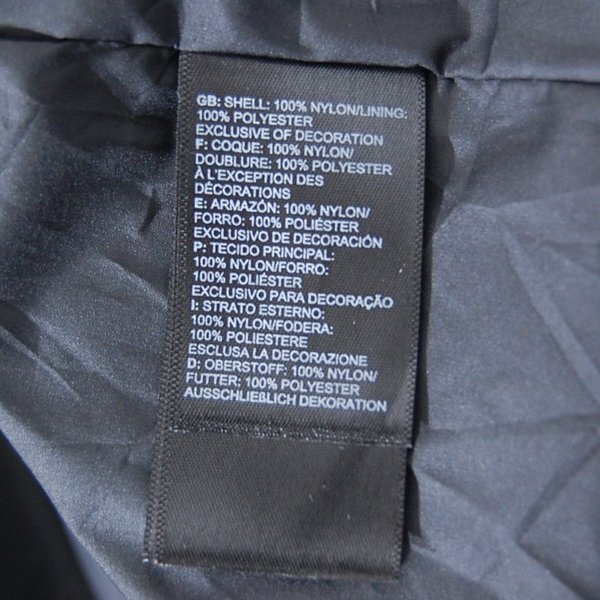 GB: SHELL: 100% NYLON/LINING:
100% POLYESTER
EXCLUSIVE OF DECORATION
F: COQUE: 100% NYLON/
DOUBLURE: 100% POLYESTER
À L'EXCEPTION DES
DÉCORATIONS
E: ARMAZÓN: 100% NYLON/
FORRO: 100% POLIÉSTER
EXCLUSIVO DE DECORACIÓN
P: TECIDO PRINCIPAL:
100% NYLON/FORRO:
100% POLIÉSTER
EXCLUSIVO PARA DECORAÇÃO
I: STRATO ESTERNO:
100% NYLON/FODERA:
100% POLIESTERE
ESCLUSA LA DECORAZIONE
D: OBERSTOFF: 100% NYLON/
FUTTER: 100% POLYESTER
AUSSCHLIEßLICH DEKORATION